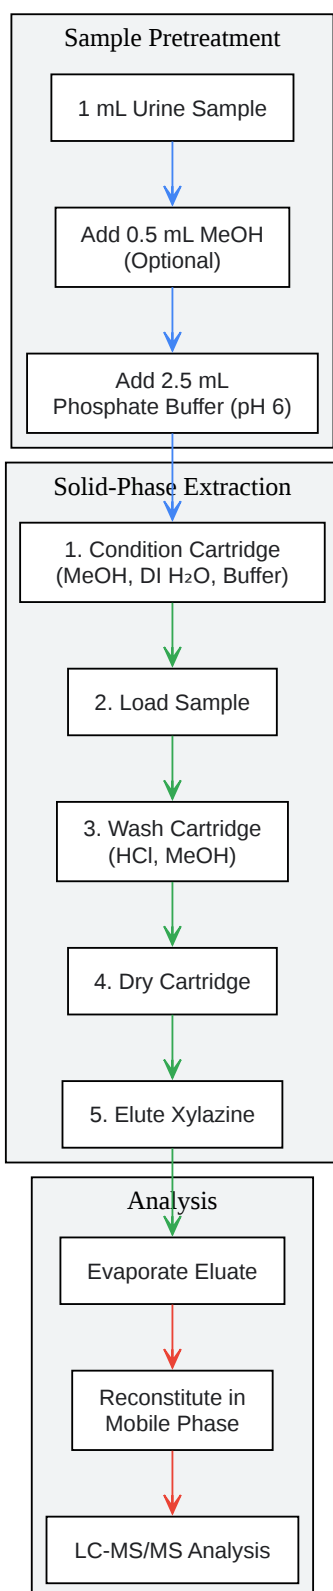 Sample Pretreatment
1 mL Urine Sample
Add 0.5 mL MeOH
(Optional)
Add 2.5 mL
Phosphate Buffer (pH 6)
Solid-Phase Extraction
1. Condition Cartridge
(MeOH, DI H₂O, Buffer)
2. Load Sample
3. Wash Cartridge
(HCl, MeOH)
4. Dry Cartridge
5. Elute Xylazine
Analysis
Evaporate Eluate
Reconstitute in
Mobile Phase
LC-MS/MS Analysis